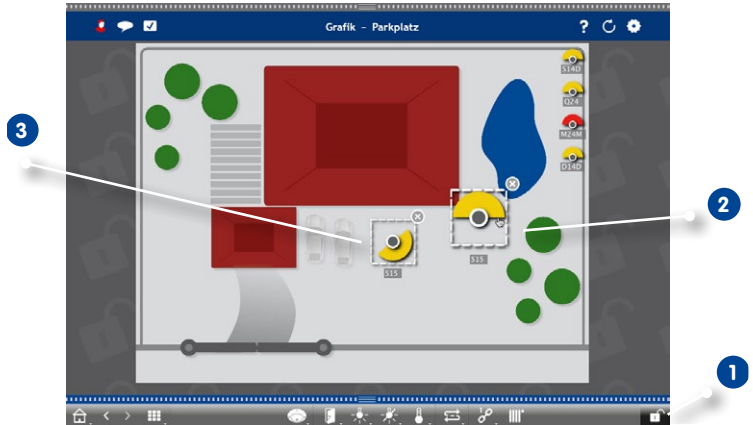 Grafik – Parkplatz
?
S14D
Q24
M24M
D14D
3
2
S15
S15
1